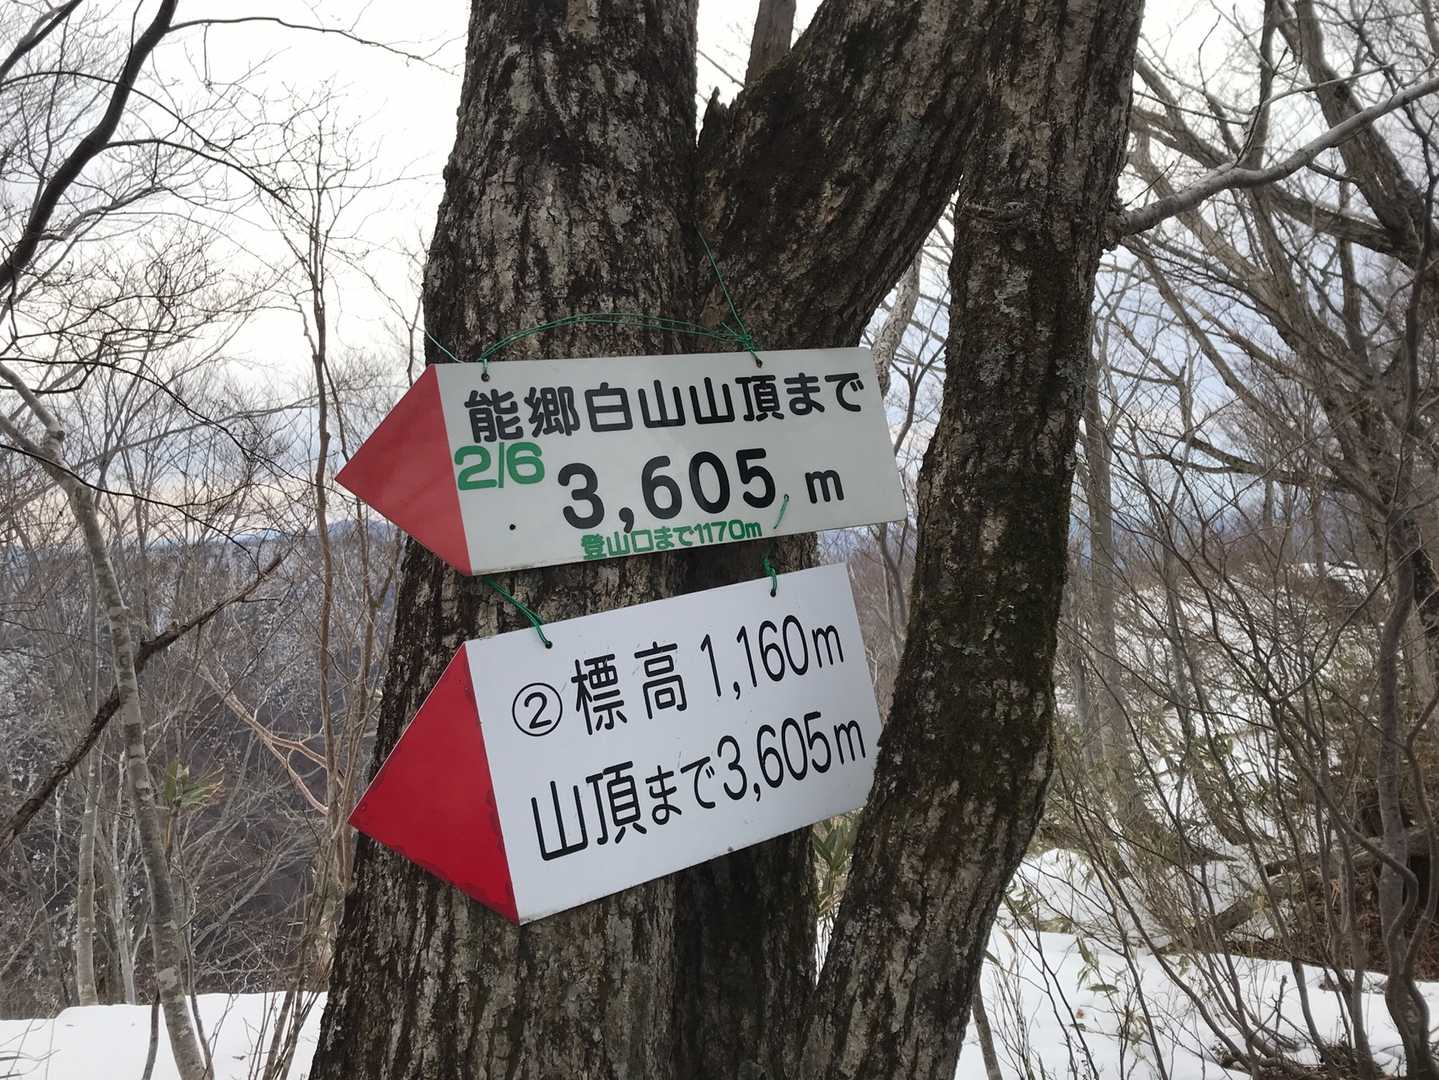 能郷白山山頂まで
2/6
3,605 m
登山口まで1170m
②標高1,160m
山頂まで3,605m